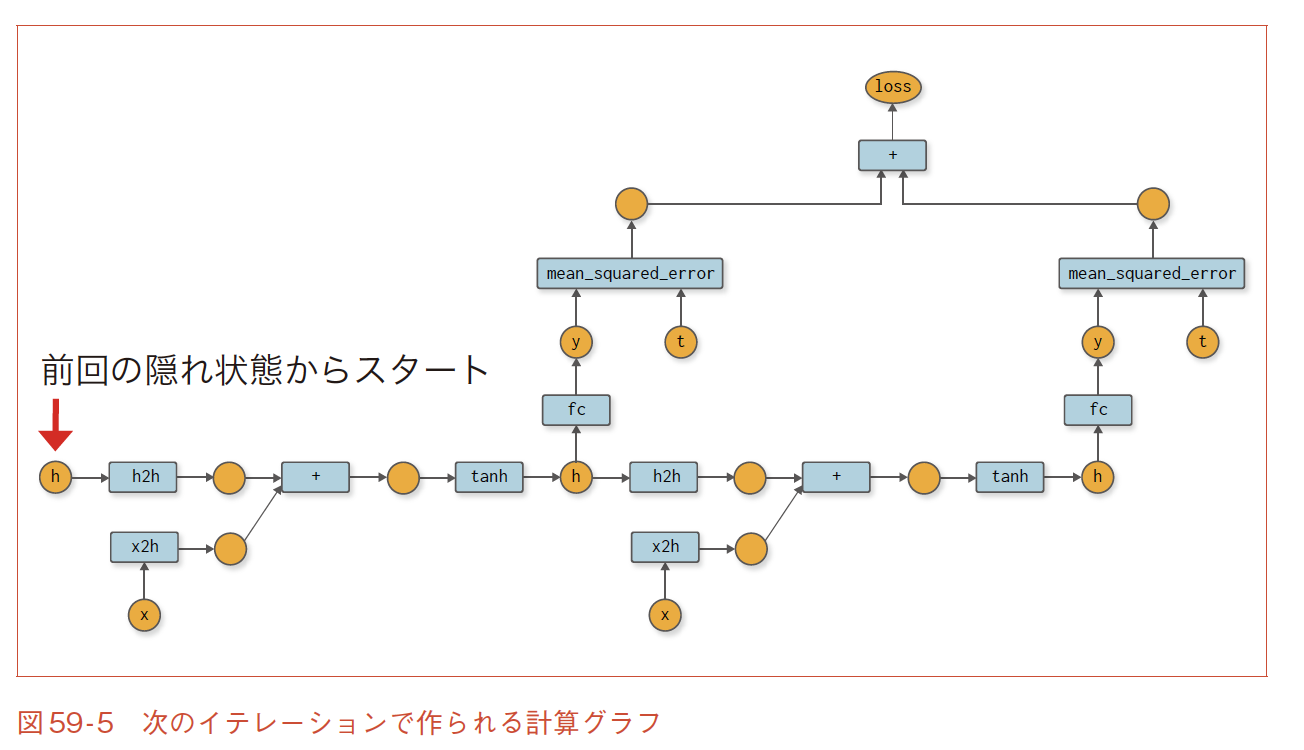 loss
+
mean_squared_error mean_squared_error
y t y t
前回の隠れ状態からスタート
fc fc
h h2h + tanh h h2h + tanh h
x2h x2h
x x
図59-5 次のイテレーションで作られる計算グラフ